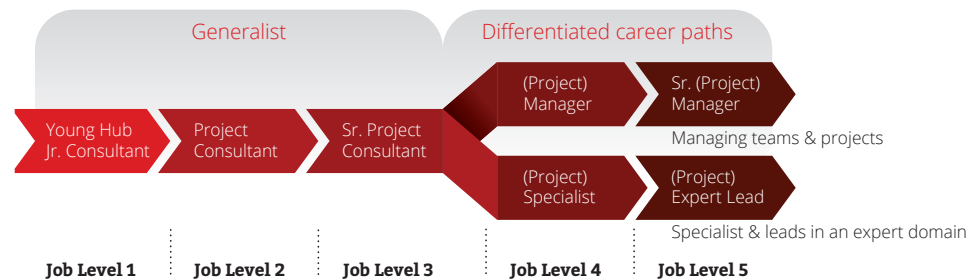 Generalist
Differentiated career paths
Young Hub
Jr. Consultant
Project
Consultant
Sr. Project
Consultant
(Project)
Manager
Sr. (Project)
Manager
Managing teams & projects
(Project)
Specialist
(Project)
Expert Lead
Specialist & leads in an expert domain
Job Level 1
Job Level 2
Job Level 3
Job Level 4
Job Level 5